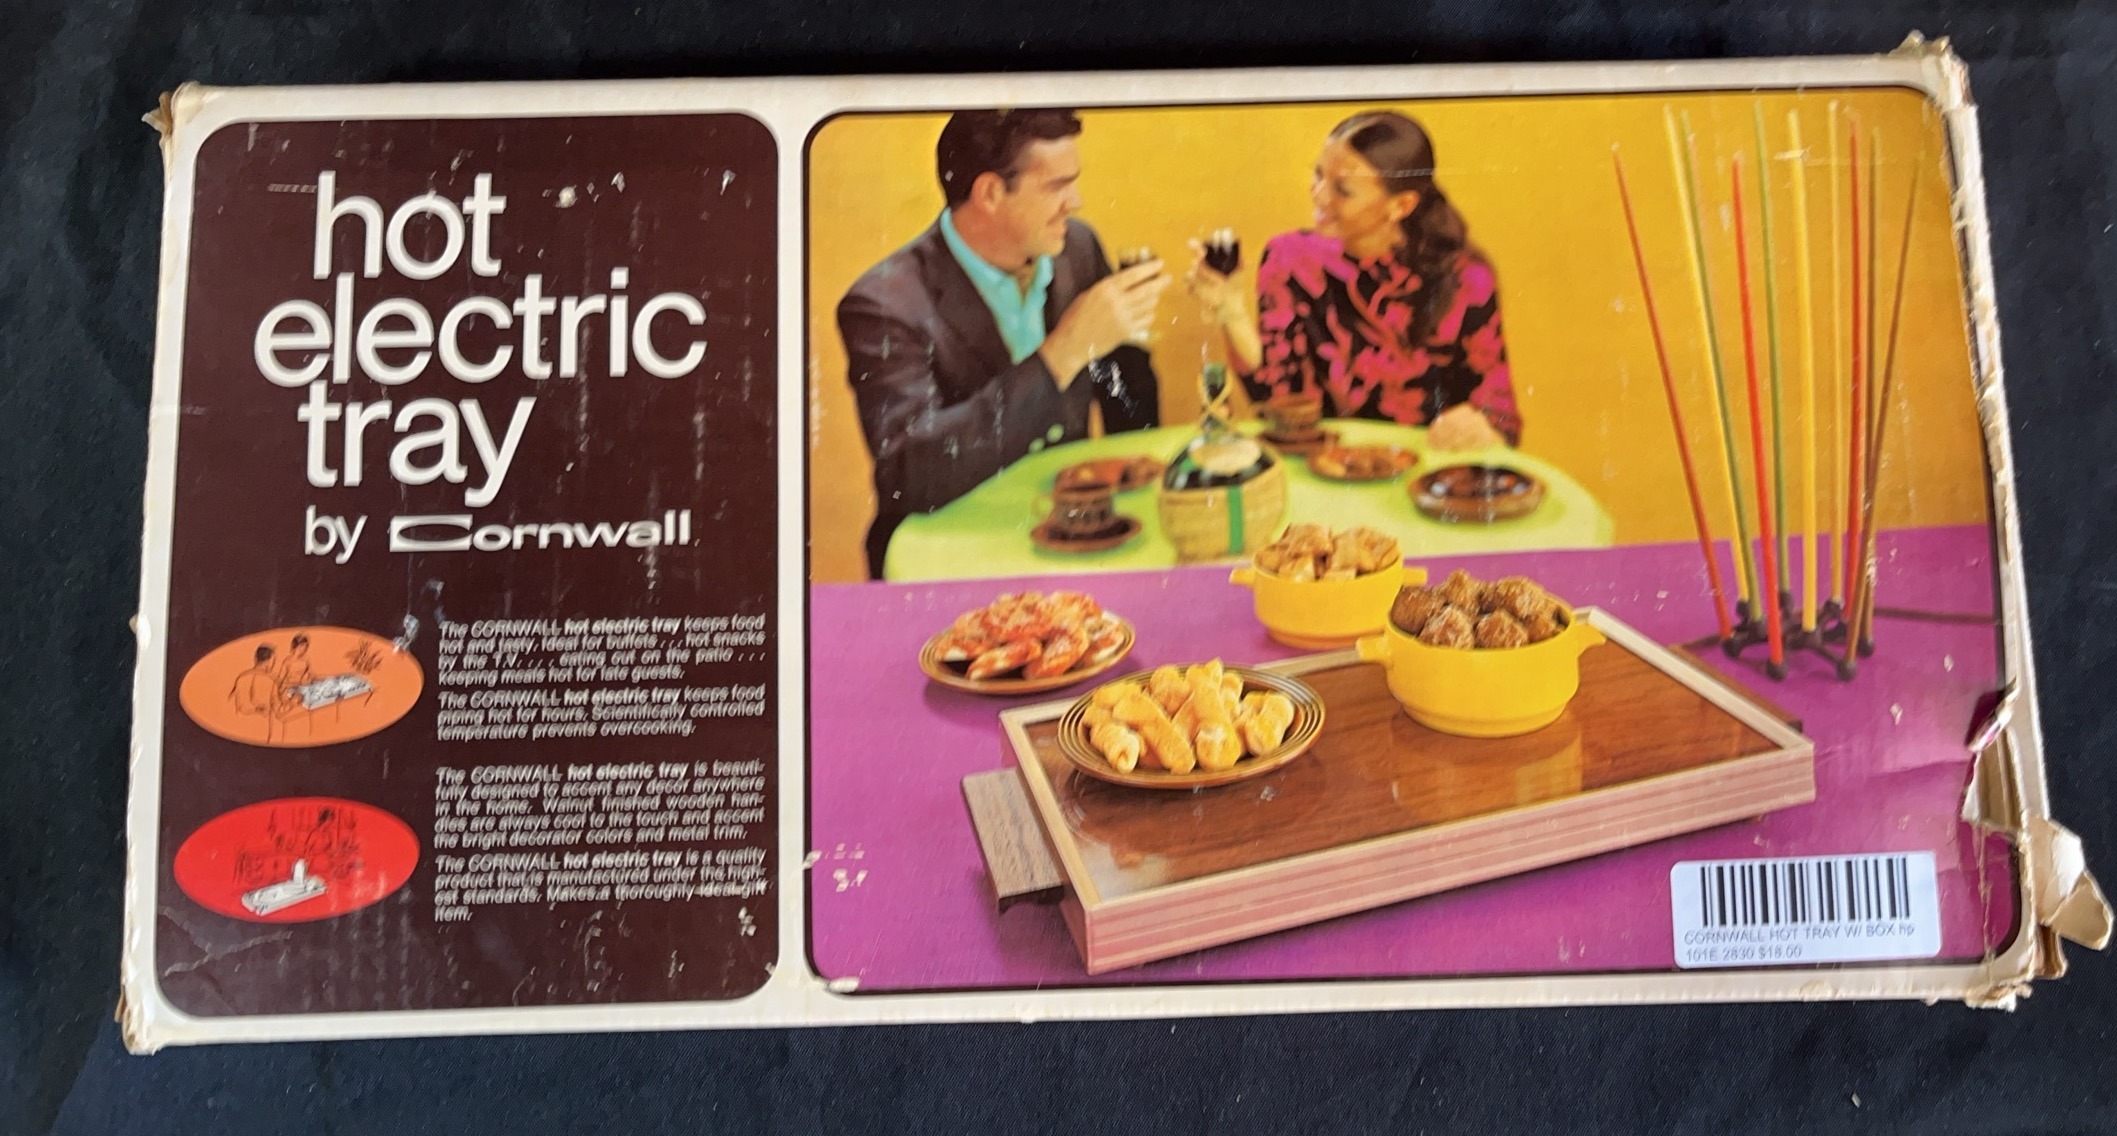 hot
electric
tray
by Cornwall
The CORNWALL hot electric tray keeps food
hot and tasty. Ideal for buffets . . . hot snacks
by the T.V. . . . eating out on the patio . . .
keeping meals hot for late guests.
The CORNWALL hot electric tray keeps food
piping hot for hours. Scientifically controlled
temperature prevents overcooking.
The CORNWALL hot electric tray is beauti-
fully designed to accent any decor anywhere
in the home. Walnut finished wooden han-
dles are always cool to the touch and accent
the bright decorator colors and metal trim.
The CORNWALL hot electric tray is a quality
product that is manufactured under the high-
est standards. Makes a thoroughly ideal gift
item.
CORNWALL HOT TRAY W/ BOX hp
101E 2830 $18.00